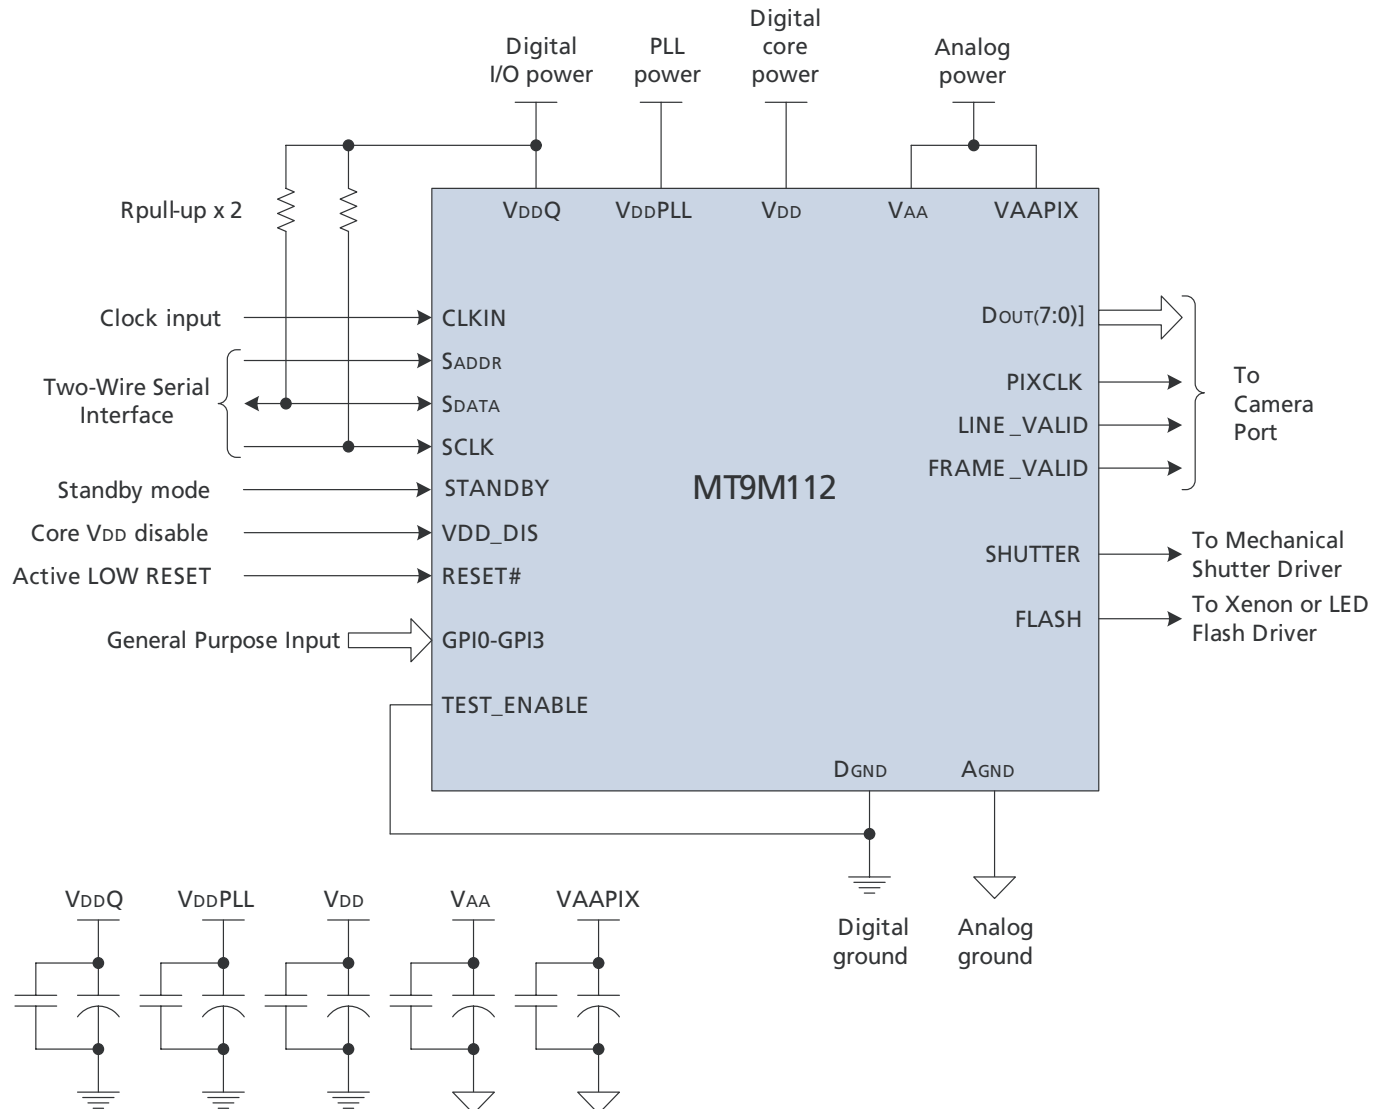 Digital
I/O power
PLL
power
Digital
core
power
Analog
power
Rpull-up x 2
VDDQ
VDDPLL
VDD
VAA
VAAPIX
Clock input
CLKIN
DOUT(7:0)]
SADDR
Two-Wire Serial
Interface
SDATA
SCLK
PIXCLK
LINE_VALID
FRAME_VALID
To
Camera
Port
Standby mode
STANDBY
MT9M112
Core VDD disable
VDD_DIS
Active LOW RESET
RESET#
SHUTTER
To Mechanical
Shutter Driver
General Purpose Input
GPI0-GPI3
FLASH
To Xenon or LED
Flash Driver
TEST_ENABLE
DGND
AGND
Digital
ground
Analog
ground
VDDQ
VDDPLL
VDD
VAA
VAAPIX